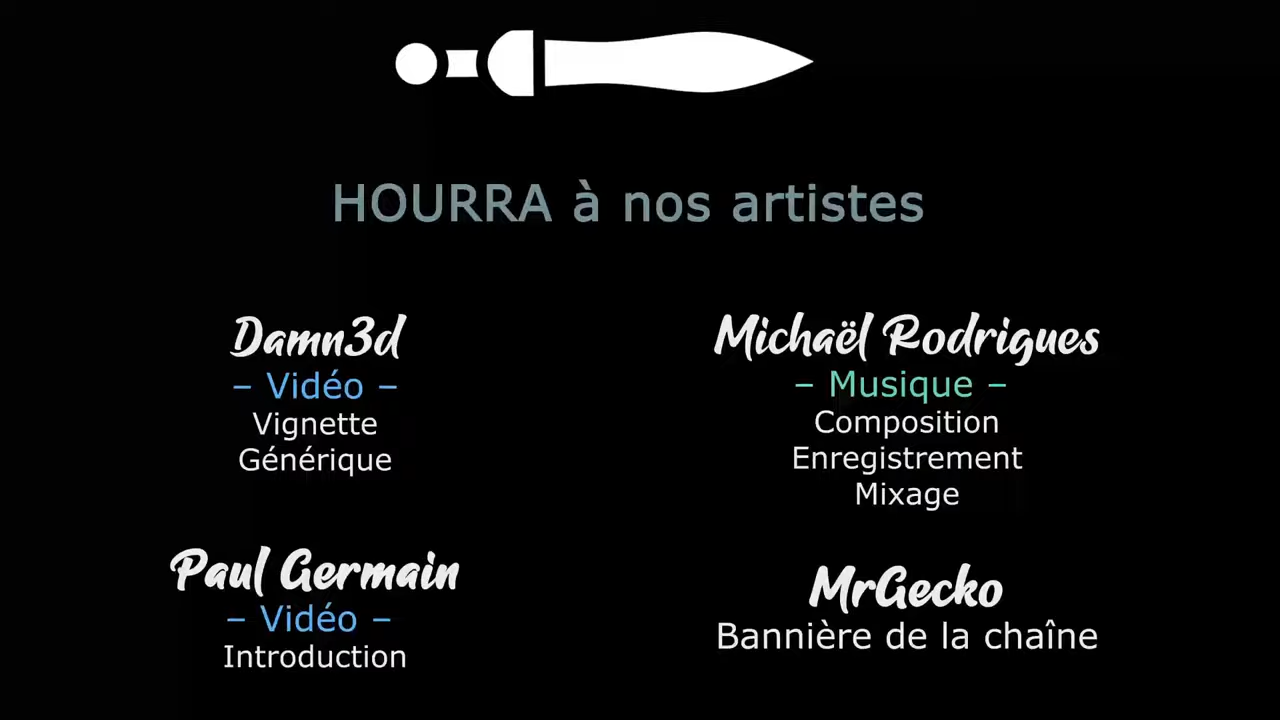 HOURRA à nos artistes
Damn3d
– Vidéo –
Vignette
Générique
Michaël Rodrigues
– Musique –
Composition
Enregistrement
Mixage
Paul Germain
– Vidéo –
Introduction
MrGecko
Bannière de la chaîne